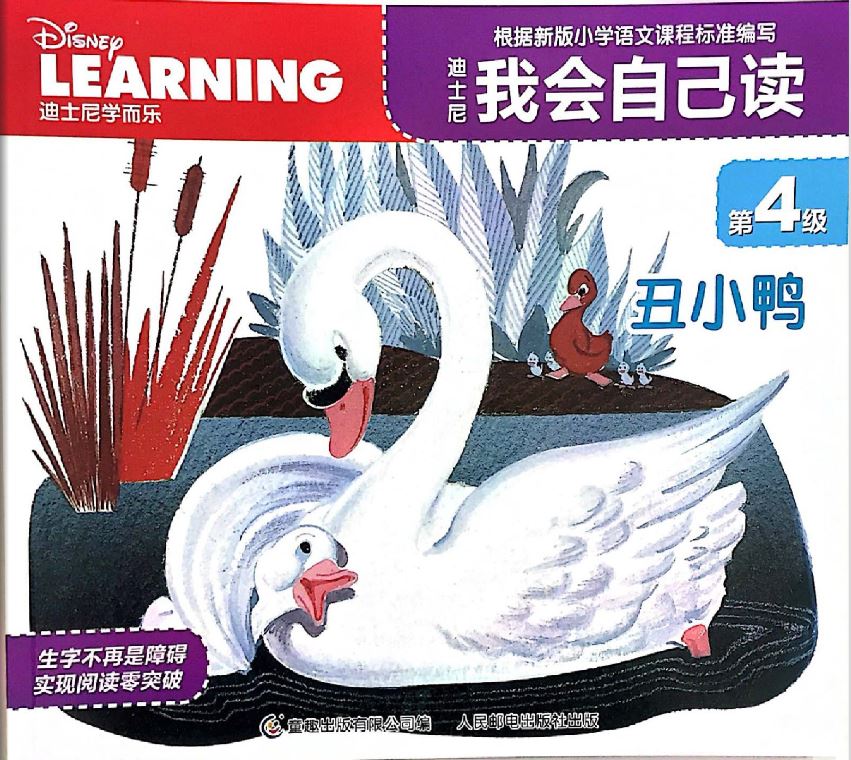 Disney
LEARNING
迪士尼学而乐
根据新版小学语文课程标准编写
迪士尼
我会自己读
第4级
丑小鸭
生字不再是障碍
实现阅读零突破
童趣出版有限公司编 人民邮电出版社出版